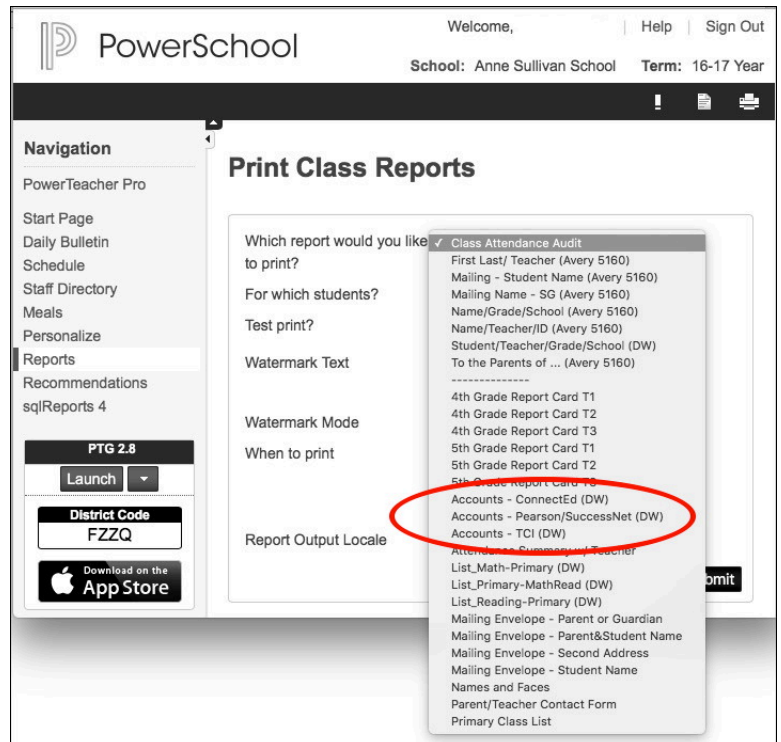 PowerSchool
Welcome, Help Sign Out
School: Anne Sullivan School Term: 16-17 Year
Navigation
PowerTeacher Pro
Start Page
Daily Bulletin
Schedule
Staff Directory
Meals
Personalize
Reports
Recommendations
sqlReports 4
PTG 2.8
Launch
District Code
FZZQ
Download on the
App Store
Print Class Reports
Which report would you like
to print?
For which students?
Test print?
Watermark Text
Watermark Mode
When to print
Report Output Locale
✓ Class Attendance Audit
First Last/ Teacher (Avery 5160)
Mailing - Student Name (Avery 5160)
Mailing Name - SG (Avery 5160)
Name/Grade/School (Avery 5160)
Name/Teacher/ID (Avery 5160)
Student/Teacher/Grade/School (DW)
To the Parents of ... (Avery 5160)
--------------
4th Grade Report Card T1
4th Grade Report Card T2
4th Grade Report Card T3
5th Grade Report Card T1
5th Grade Report Card T2
5th Grade Report Card T3
Accounts - ConnectEd (DW)
Accounts - Pearson/SuccessNet (DW)
Accounts - TCI (DW)
Attendance Summary w/ Teacher
List_Math-Primary (DW)
List_Primary-MathRead (DW)
List_Reading-Primary (DW)
Mailing Envelope - Parent or Guardian
Mailing Envelope - Parent&Student Name
Mailing Envelope - Second Address
Mailing Envelope - Student Name
Names and Faces
Parent/Teacher Contact Form
Primary Class List
bmit